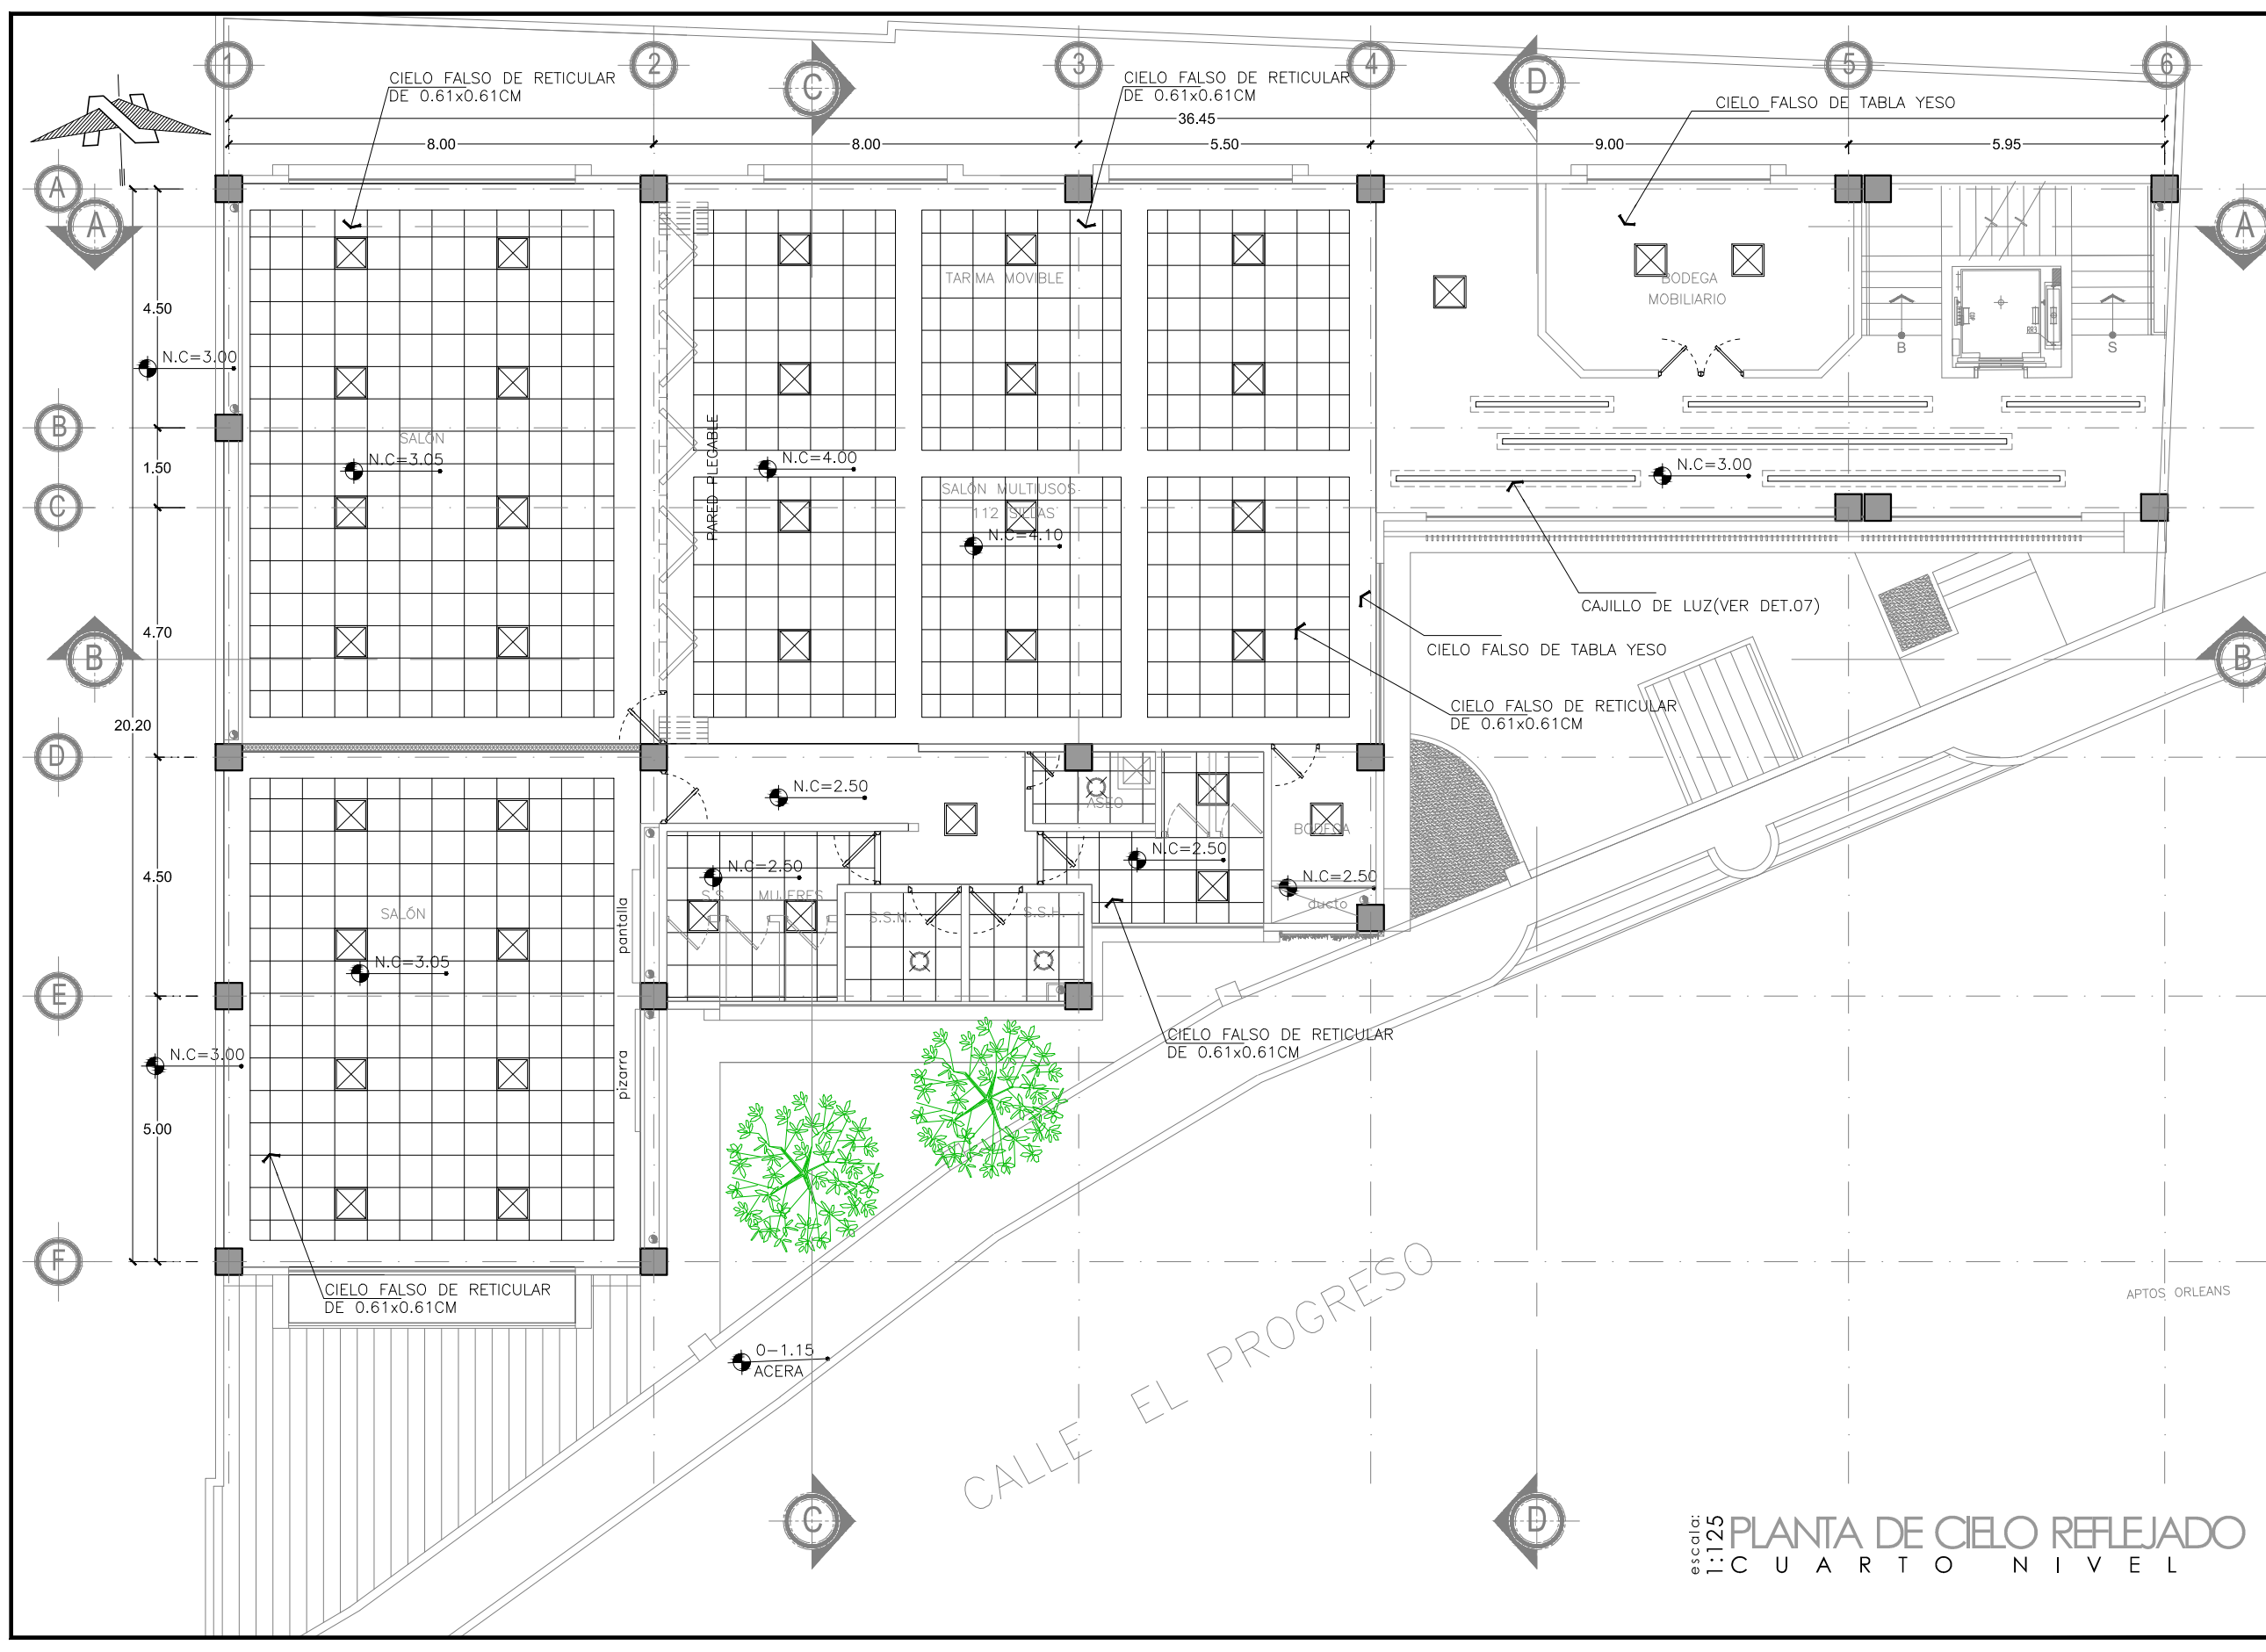 1
2
C
3
4
D
5
6
CIELO FALSO DE RETICULAR
DE 0.61x0.61CM
CIELO FALSO DE RETICULAR
DE 0.61x0.61CM
CIELO FALSO DE TABLA YESO
36.45
8.00
8.00
5.50
9.00
5.95
A
A
A
TARIMA MOVIBLE
BODEGA
MOBILIARIO
4.50
N.C=3.00
B
S
B
SALÓN
N.C=3.05
PARED PLEGABLE
N.C=4.00
N.C=3.00
1.50
C
SALÓN MULTIUSOS
112 SILLAS
N.C=4.10
CAJILLO DE LUZ(VER DET.07)
4.70
B
CIELO FALSO DE TABLA YESO
B
CIELO FALSO DE RETICULAR
DE 0.61x0.61CM
20.20
D
N.C=2.50
ASEO
BODEGA
N.C=2.50
4.50
N.C=2.50
N.C=2.50
S.S. MUJERES
ducto
SALÓN
pantalla
S.S.M.
S.S.H.
N.C=3.05
E
CIELO FALSO DE RETICULAR
DE 0.61x0.61CM
N.C=3.00
pizarra
5.00
F
CIELO FALSO DE RETICULAR
DE 0.61x0.61CM
APTOS ORLEANS
0-1.15
ACERA
CALLE EL PROGRESO
C
D
escala:
1:125
PLANTA DE CIELO REFLEJADO
CUARTO NIVEL